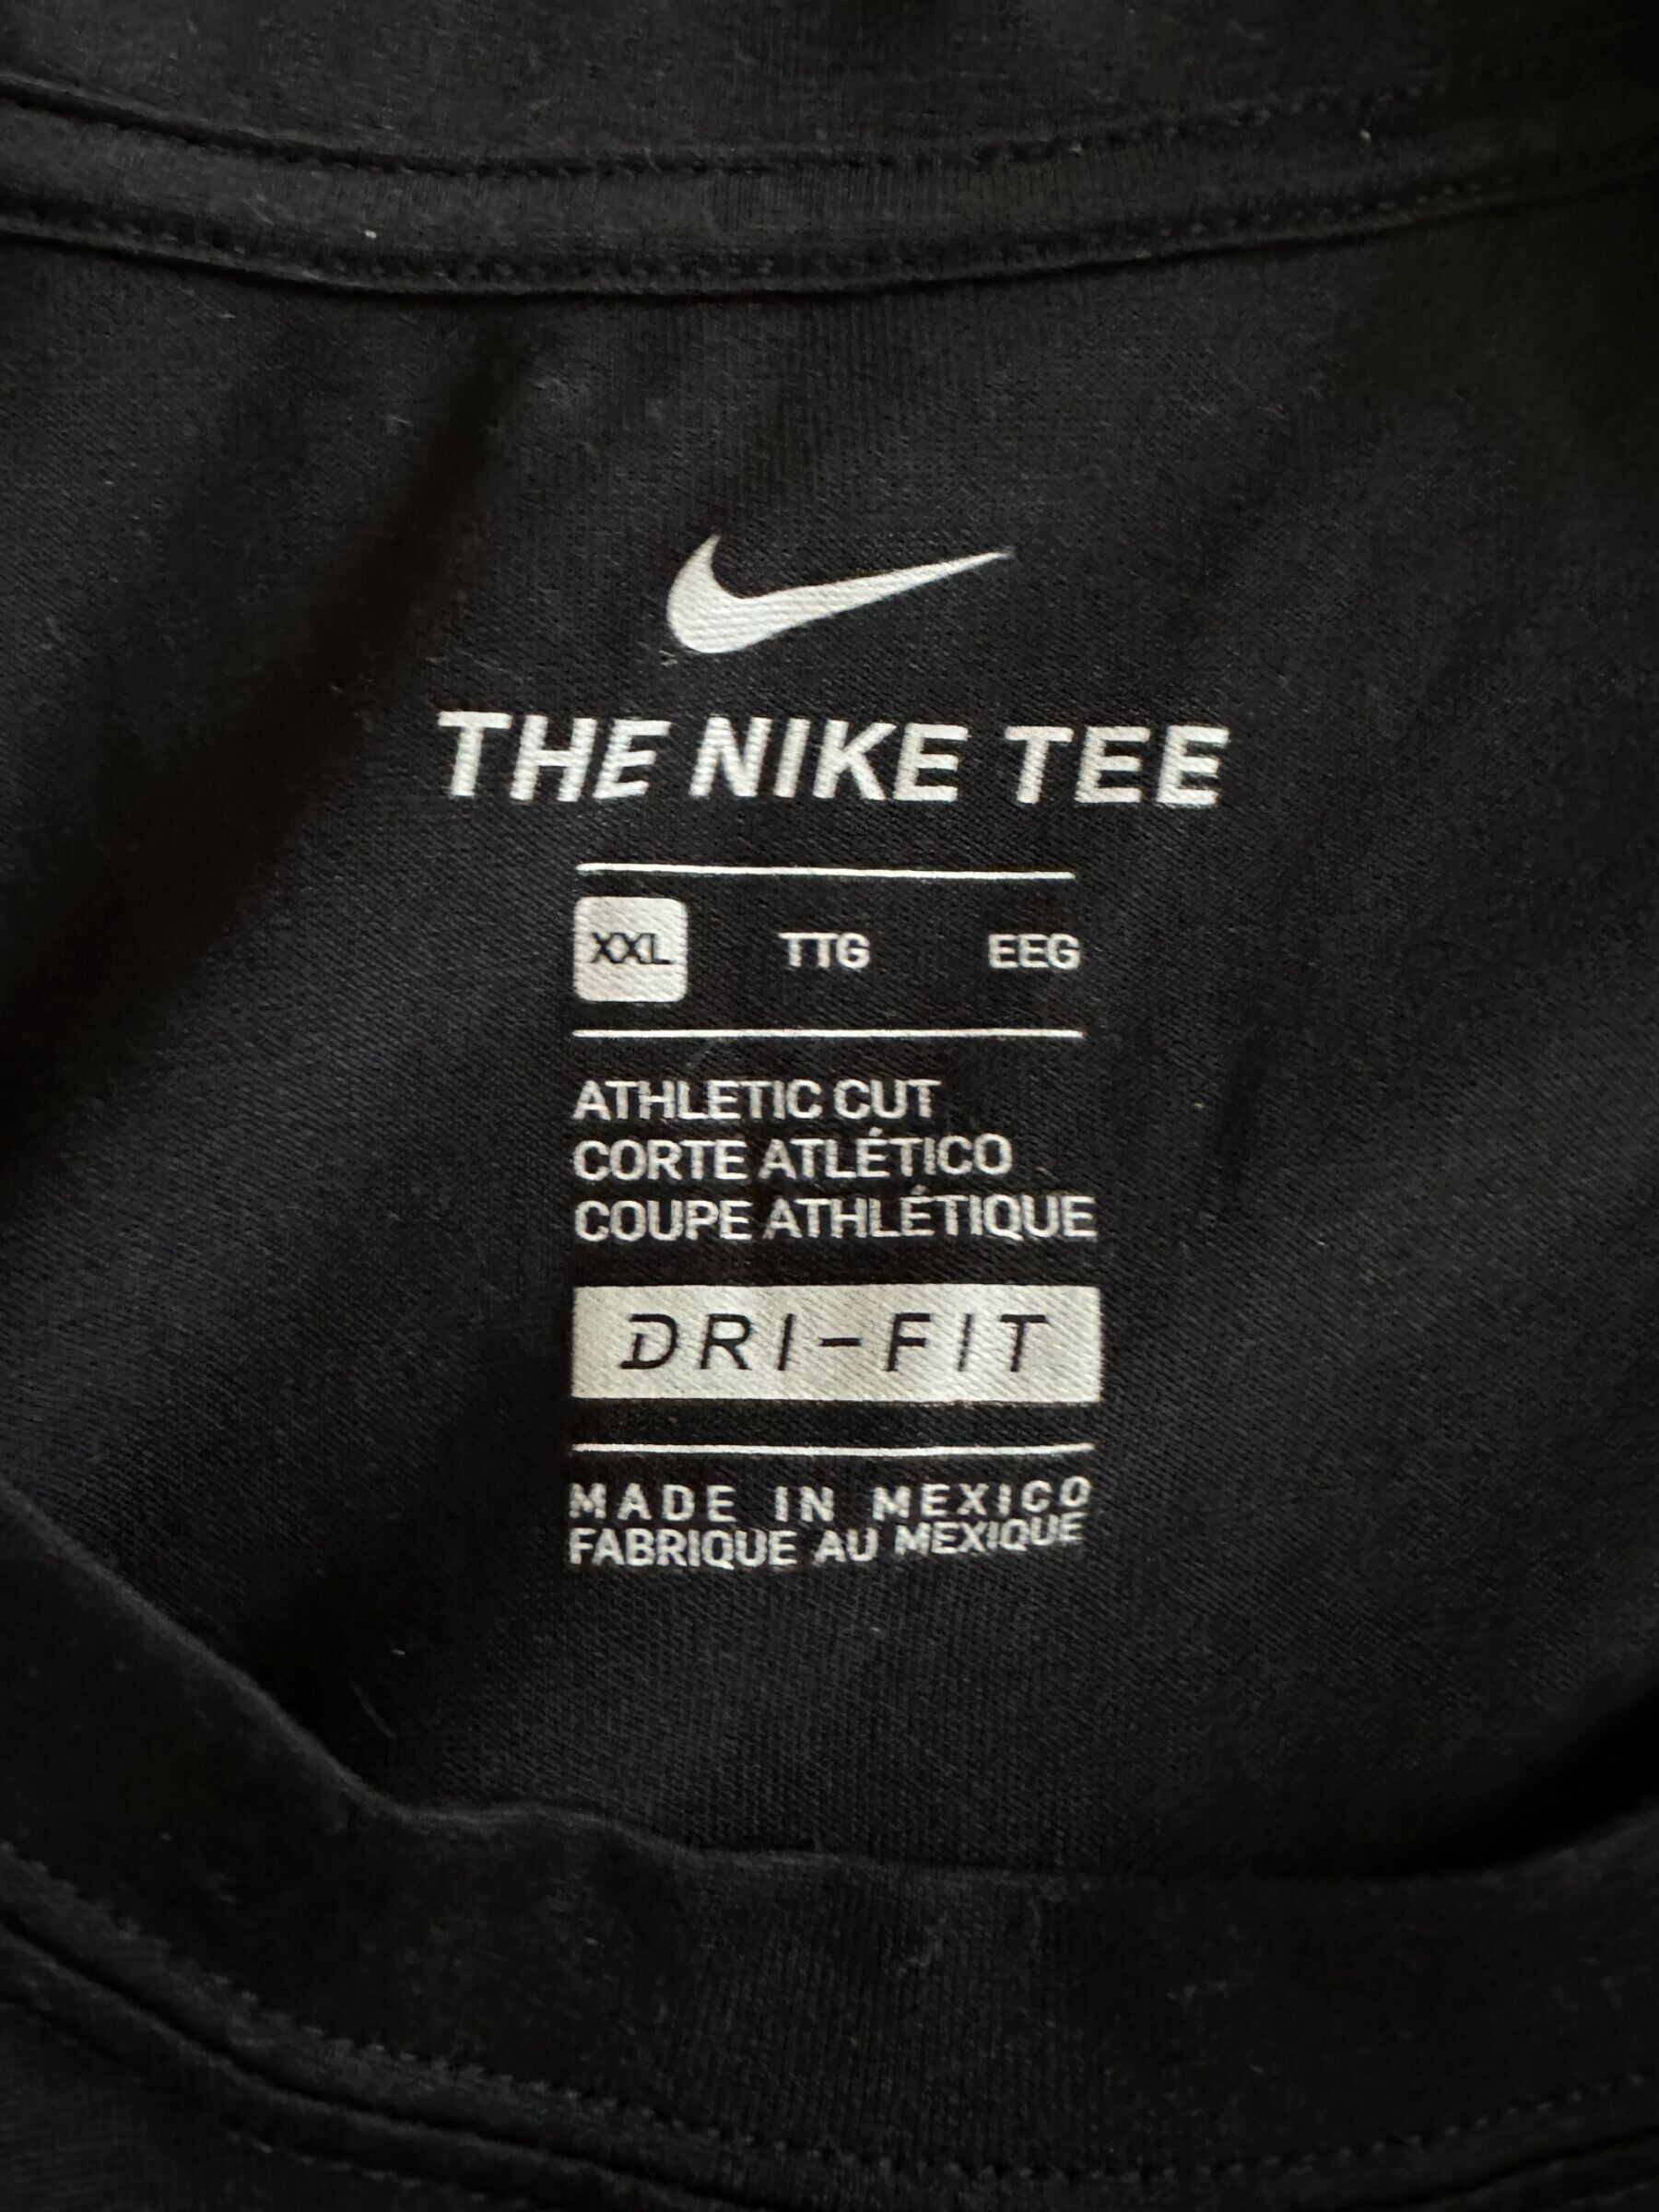 THE NIKE TEE
XXL TTG EEG
ATHLETIC CUT
CORTE ATLÉTICO
COUPE ATHLÉTIQUE
DRI-FIT
MADE IN MEXICO
FABRIQUE AU MEXIQUE